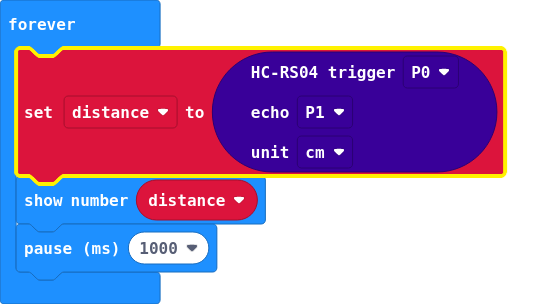 forever
HC-RS04 trigger P0
set distance to echo P1
unit cm
show number distance
pause (ms) 1000